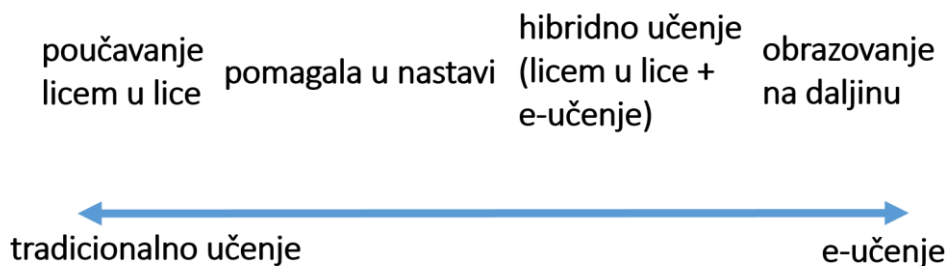 poučavanje
licem u lice
pomagala u nastavi
hibridno učenje
(licem u lice +
e-učenje)
obrazovanje
na daljinu
tradicionalno učenje
e-učenje